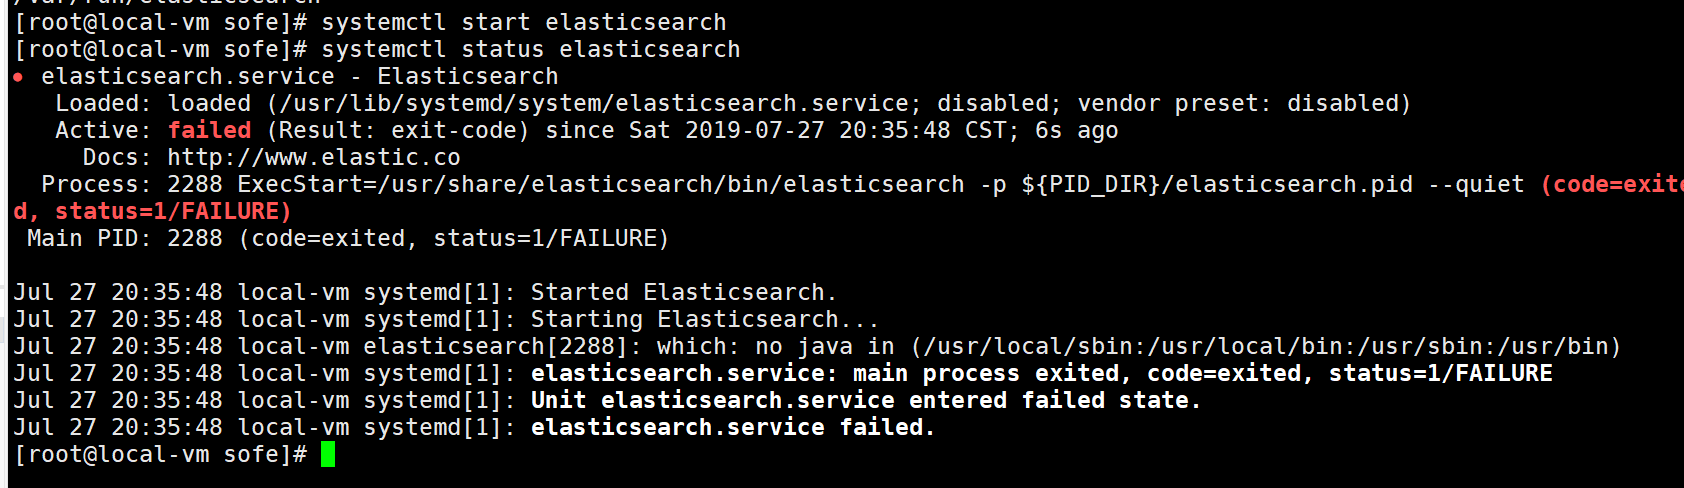 /var/run/elasticsearch
[root@local-vm sofe]# systemctl start elasticsearch
[root@local-vm sofe]# systemctl status elasticsearch
● elasticsearch.service - Elasticsearch
   Loaded: loaded (/usr/lib/systemd/system/elasticsearch.service; disabled; vendor preset: disabled)
   Active: failed (Result: exit-code) since Sat 2019-07-27 20:35:48 CST; 6s ago
     Docs: http://www.elastic.co
  Process: 2288 ExecStart=/usr/share/elasticsearch/bin/elasticsearch -p ${PID_DIR}/elasticsearch.pid --quiet (code=exite
d, status=1/FAILURE)
 Main PID: 2288 (code=exited, status=1/FAILURE)

Jul 27 20:35:48 local-vm systemd[1]: Started Elasticsearch.
Jul 27 20:35:48 local-vm systemd[1]: Starting Elasticsearch...
Jul 27 20:35:48 local-vm elasticsearch[2288]: which: no java in (/usr/local/sbin:/usr/local/bin:/usr/sbin:/usr/bin)
Jul 27 20:35:48 local-vm systemd[1]: elasticsearch.service: main process exited, code=exited, status=1/FAILURE
Jul 27 20:35:48 local-vm systemd[1]: Unit elasticsearch.service entered failed state.
Jul 27 20:35:48 local-vm systemd[1]: elasticsearch.service failed.
[root@local-vm sofe]#